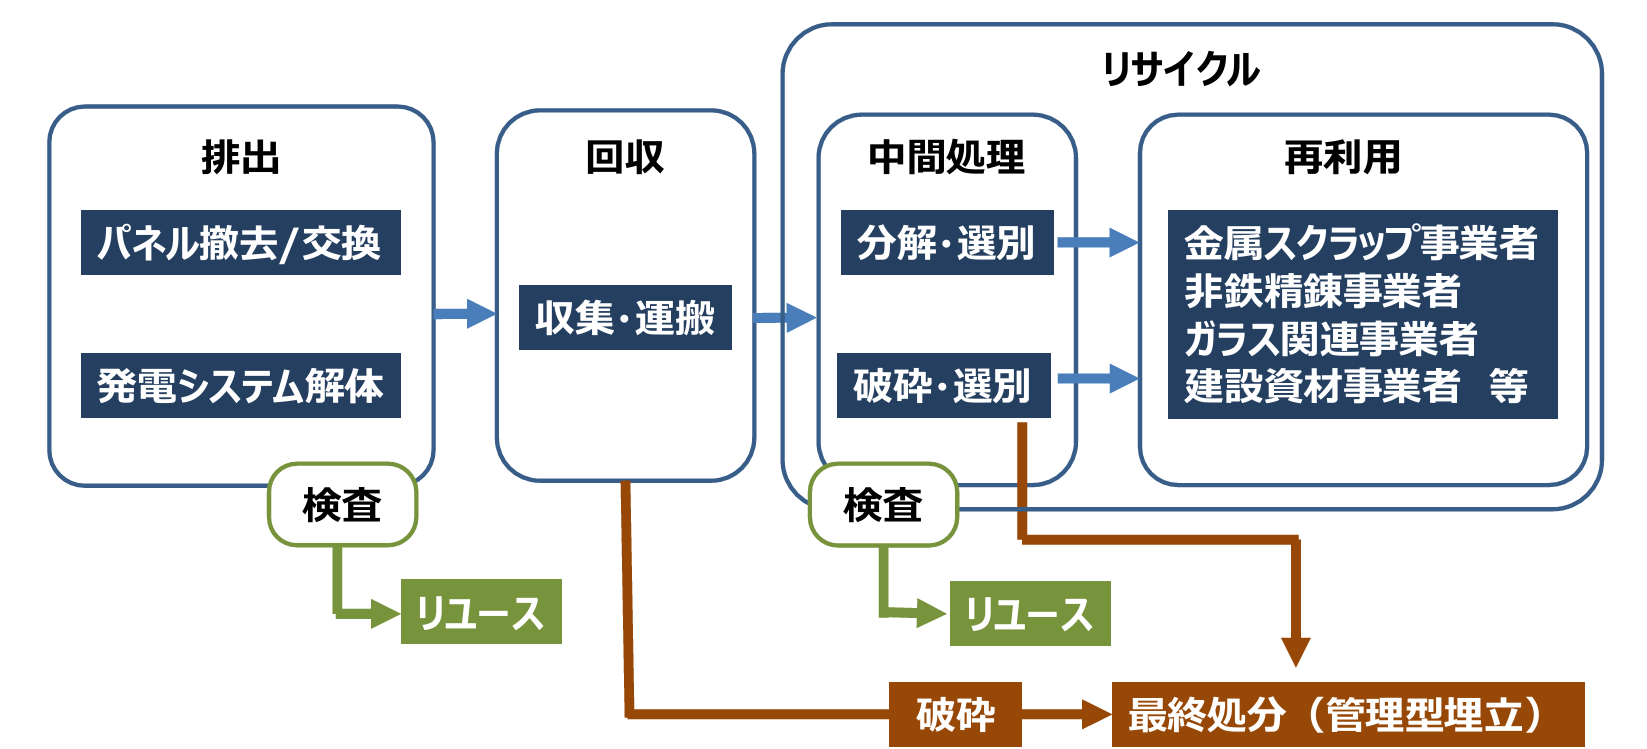 リサイクル
排出
パネル撤去/交換
発電システム解体
検査
リユース
回収
収集・運搬
中間処理
分解・選別
破砕・選別
検査
リユース
再利用
金属スクラップ事業者
非鉄精錬事業者
ガラス関連事業者
建設資材事業者　等
破砕
最終処分（管理型埋立）